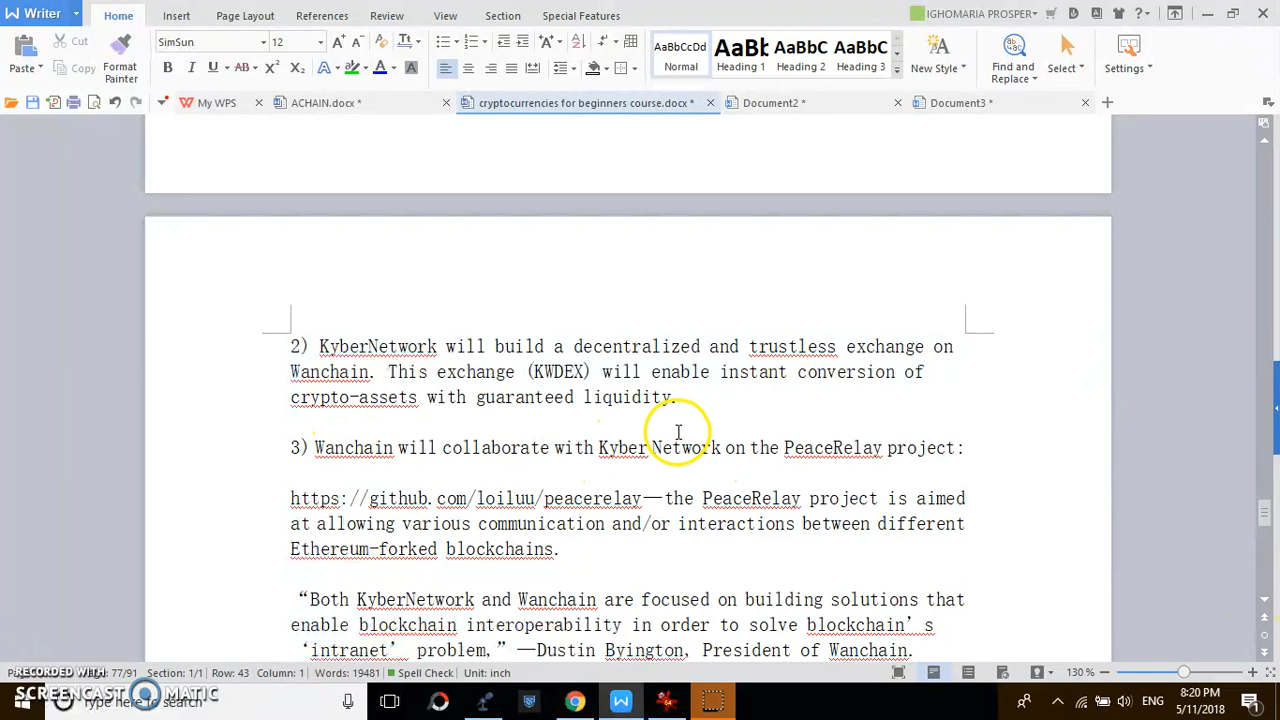 Writer
Home
Insert
Page Layout
References
Review
View
Section
Special Features
IGHOMARIA PROSPER
Paste
Cut
Copy
Format
Painter
SimSun
12
AaBbCcDd
Normal
AaBb
Heading 1
AaBbC
Heading 2
AaBbC
Heading 3
New Style
Find and
Replace
Select
Settings
My WPS
ACHAIN.docx *
cryptocurrencies for beginners course.docx *
Document2 *
Document3 *
2) KyberNetwork will build a decentralized and trustless exchange on
Wanchain. This exchange (KWDEX) will enable instant conversion of
crypto-assets with guaranteed liquidity.
3) Wanchain will collaborate with Kyber Network on the PeaceRelay project:
https://github.com/loiluu/peacerelay—the PeaceRelay project is aimed
at allowing various communication and/or interactions between different
Ethereum-forked blockchains.
“Both KyberNetwork and Wanchain are focused on building solutions that
enable blockchain interoperability in order to solve blockchain’s
‘intranet’ problem,” —Dustin Byington, President of Wanchain.
77/91 Section: 1/1 Row: 43 Column: 1 Words: 19481 Spell Check Unit: inch
130 %
RECORDED WITH
SCREENCAST MATIC
Type here to search
ENG
8:20 PM
5/11/2018